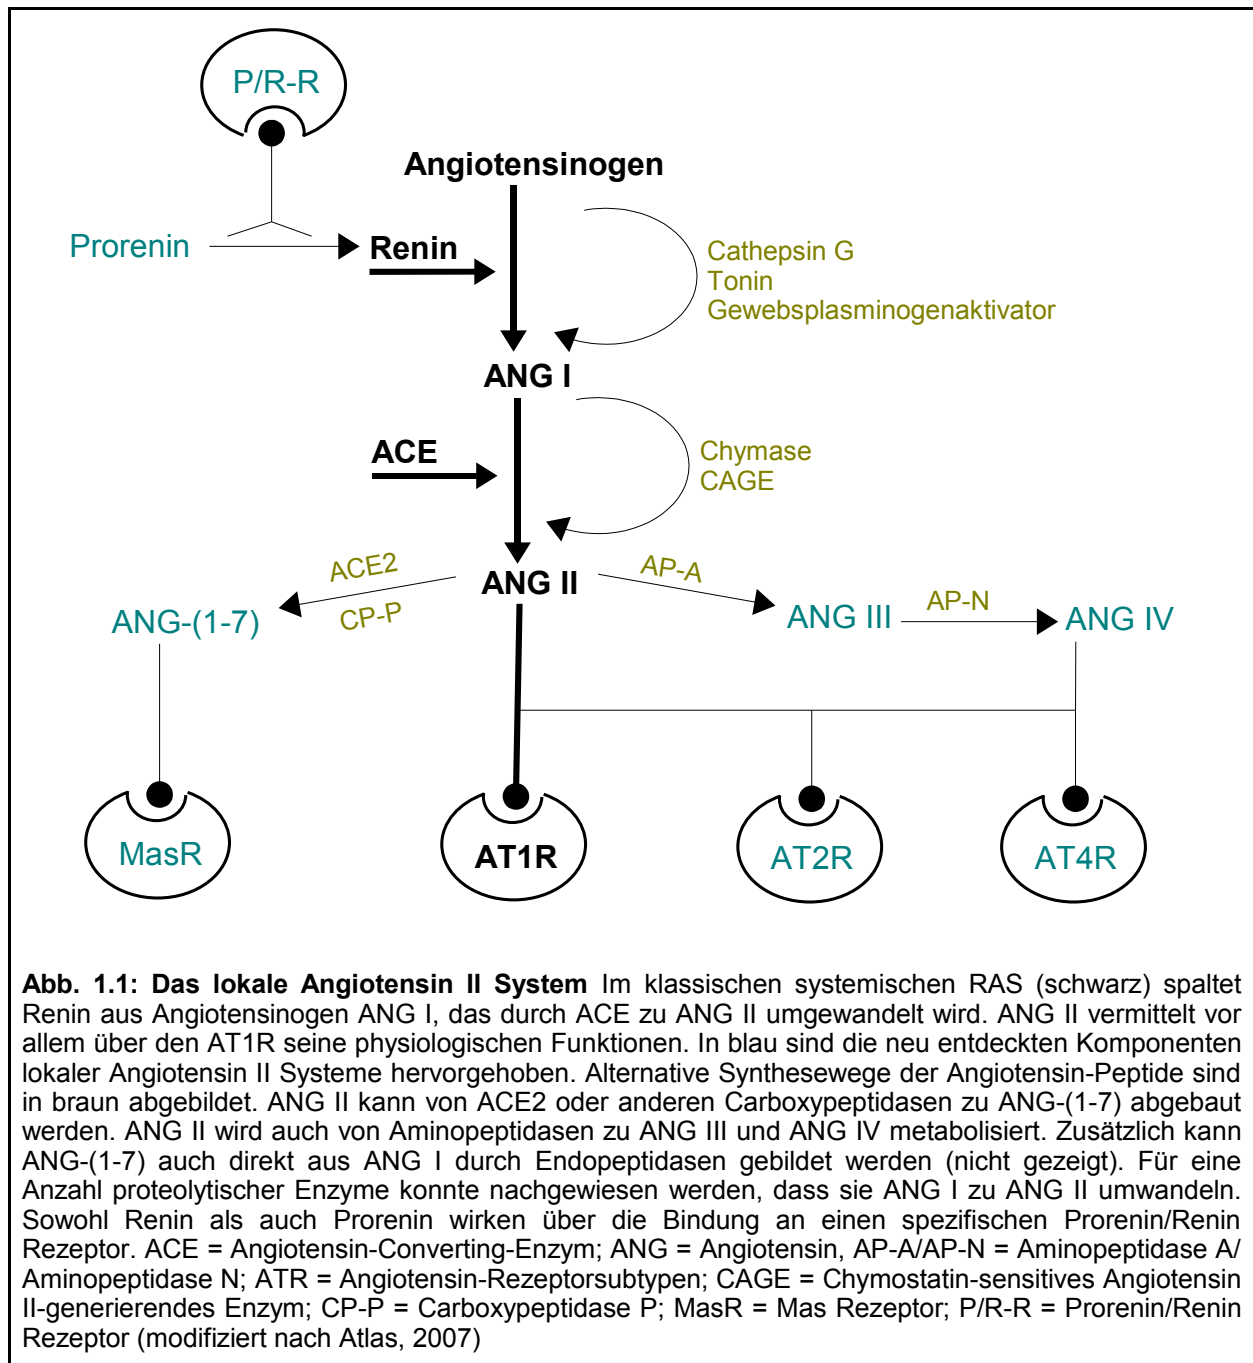 P/R-R
Angiotensinogen
Prorenin
Renin
Cathepsin G
Tonin
Gewebsplasminogenaktivator
ANG I
ACE
Chymase
CAGE
ACE2
CP-P
ANG II
AP-A
ANG-(1-7)
ANG III
AP-N
ANG IV
MasR
AT1R
AT2R
AT4R
Abb. 1.1: Das lokale Angiotensin II System Im klassischen systemischen RAS (schwarz) spaltet
Renin aus Angiotensinogen ANG I, das durch ACE zu ANG II umgewandelt wird. ANG II vermittelt vor
allem über den AT1R seine physiologischen Funktionen. In blau sind die neu entdeckten Komponenten
lokaler Angiotensin II Systeme hervorgehoben. Alternative Synthesewege der Angiotensin-Peptide sind
in braun abgebildet. ANG II kann von ACE2 oder anderen Carboxypeptidasen zu ANG-(1-7) abgebaut
werden. ANG II wird auch von Aminopeptidasen zu ANG III und ANG IV metabolisiert. Zusätzlich kann
ANG-(1-7) auch direkt aus ANG I durch Endopeptidasen gebildet werden (nicht gezeigt). Für eine
Anzahl proteolytischer Enzyme konnte nachgewiesen werden, dass sie ANG I zu ANG II umwandeln.
Sowohl Renin als auch Prorenin wirken über die Bindung an einen spezifischen Prorenin/Renin
Rezeptor. ACE = Angiotensin-Converting-Enzym; ANG = Angiotensin, AP-A/AP-N = Aminopeptidase A/
Aminopeptidase N; ATR = Angiotensin-Rezeptorsubtypen; CAGE = Chymostatin-sensitives Angiotensin
II-generierendes Enzym; CP-P = Carboxypeptidase P; MasR = Mas Rezeptor; P/R-R = Prorenin/Renin
Rezeptor (modifiziert nach Atlas, 2007)